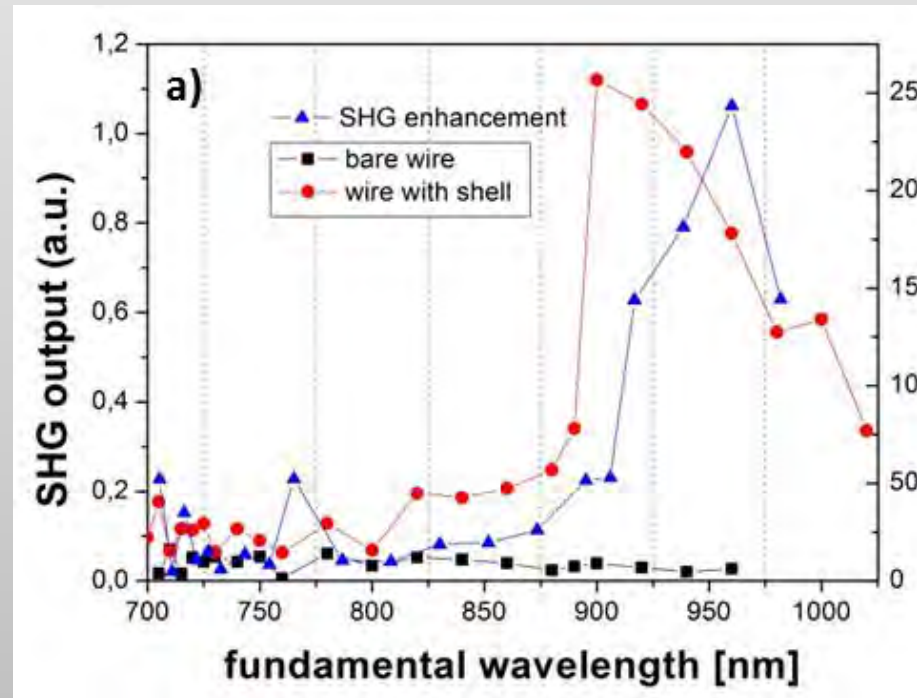 a)
SHG enhancement
bare wire
wire with shell
SHG output (a.u.)
1,2
1,0
0,8
0,6
0,4
0,2
0,0
25
20
15
10
50
0
700 750 800 850 900 950 1000
fundamental wavelength [nm]